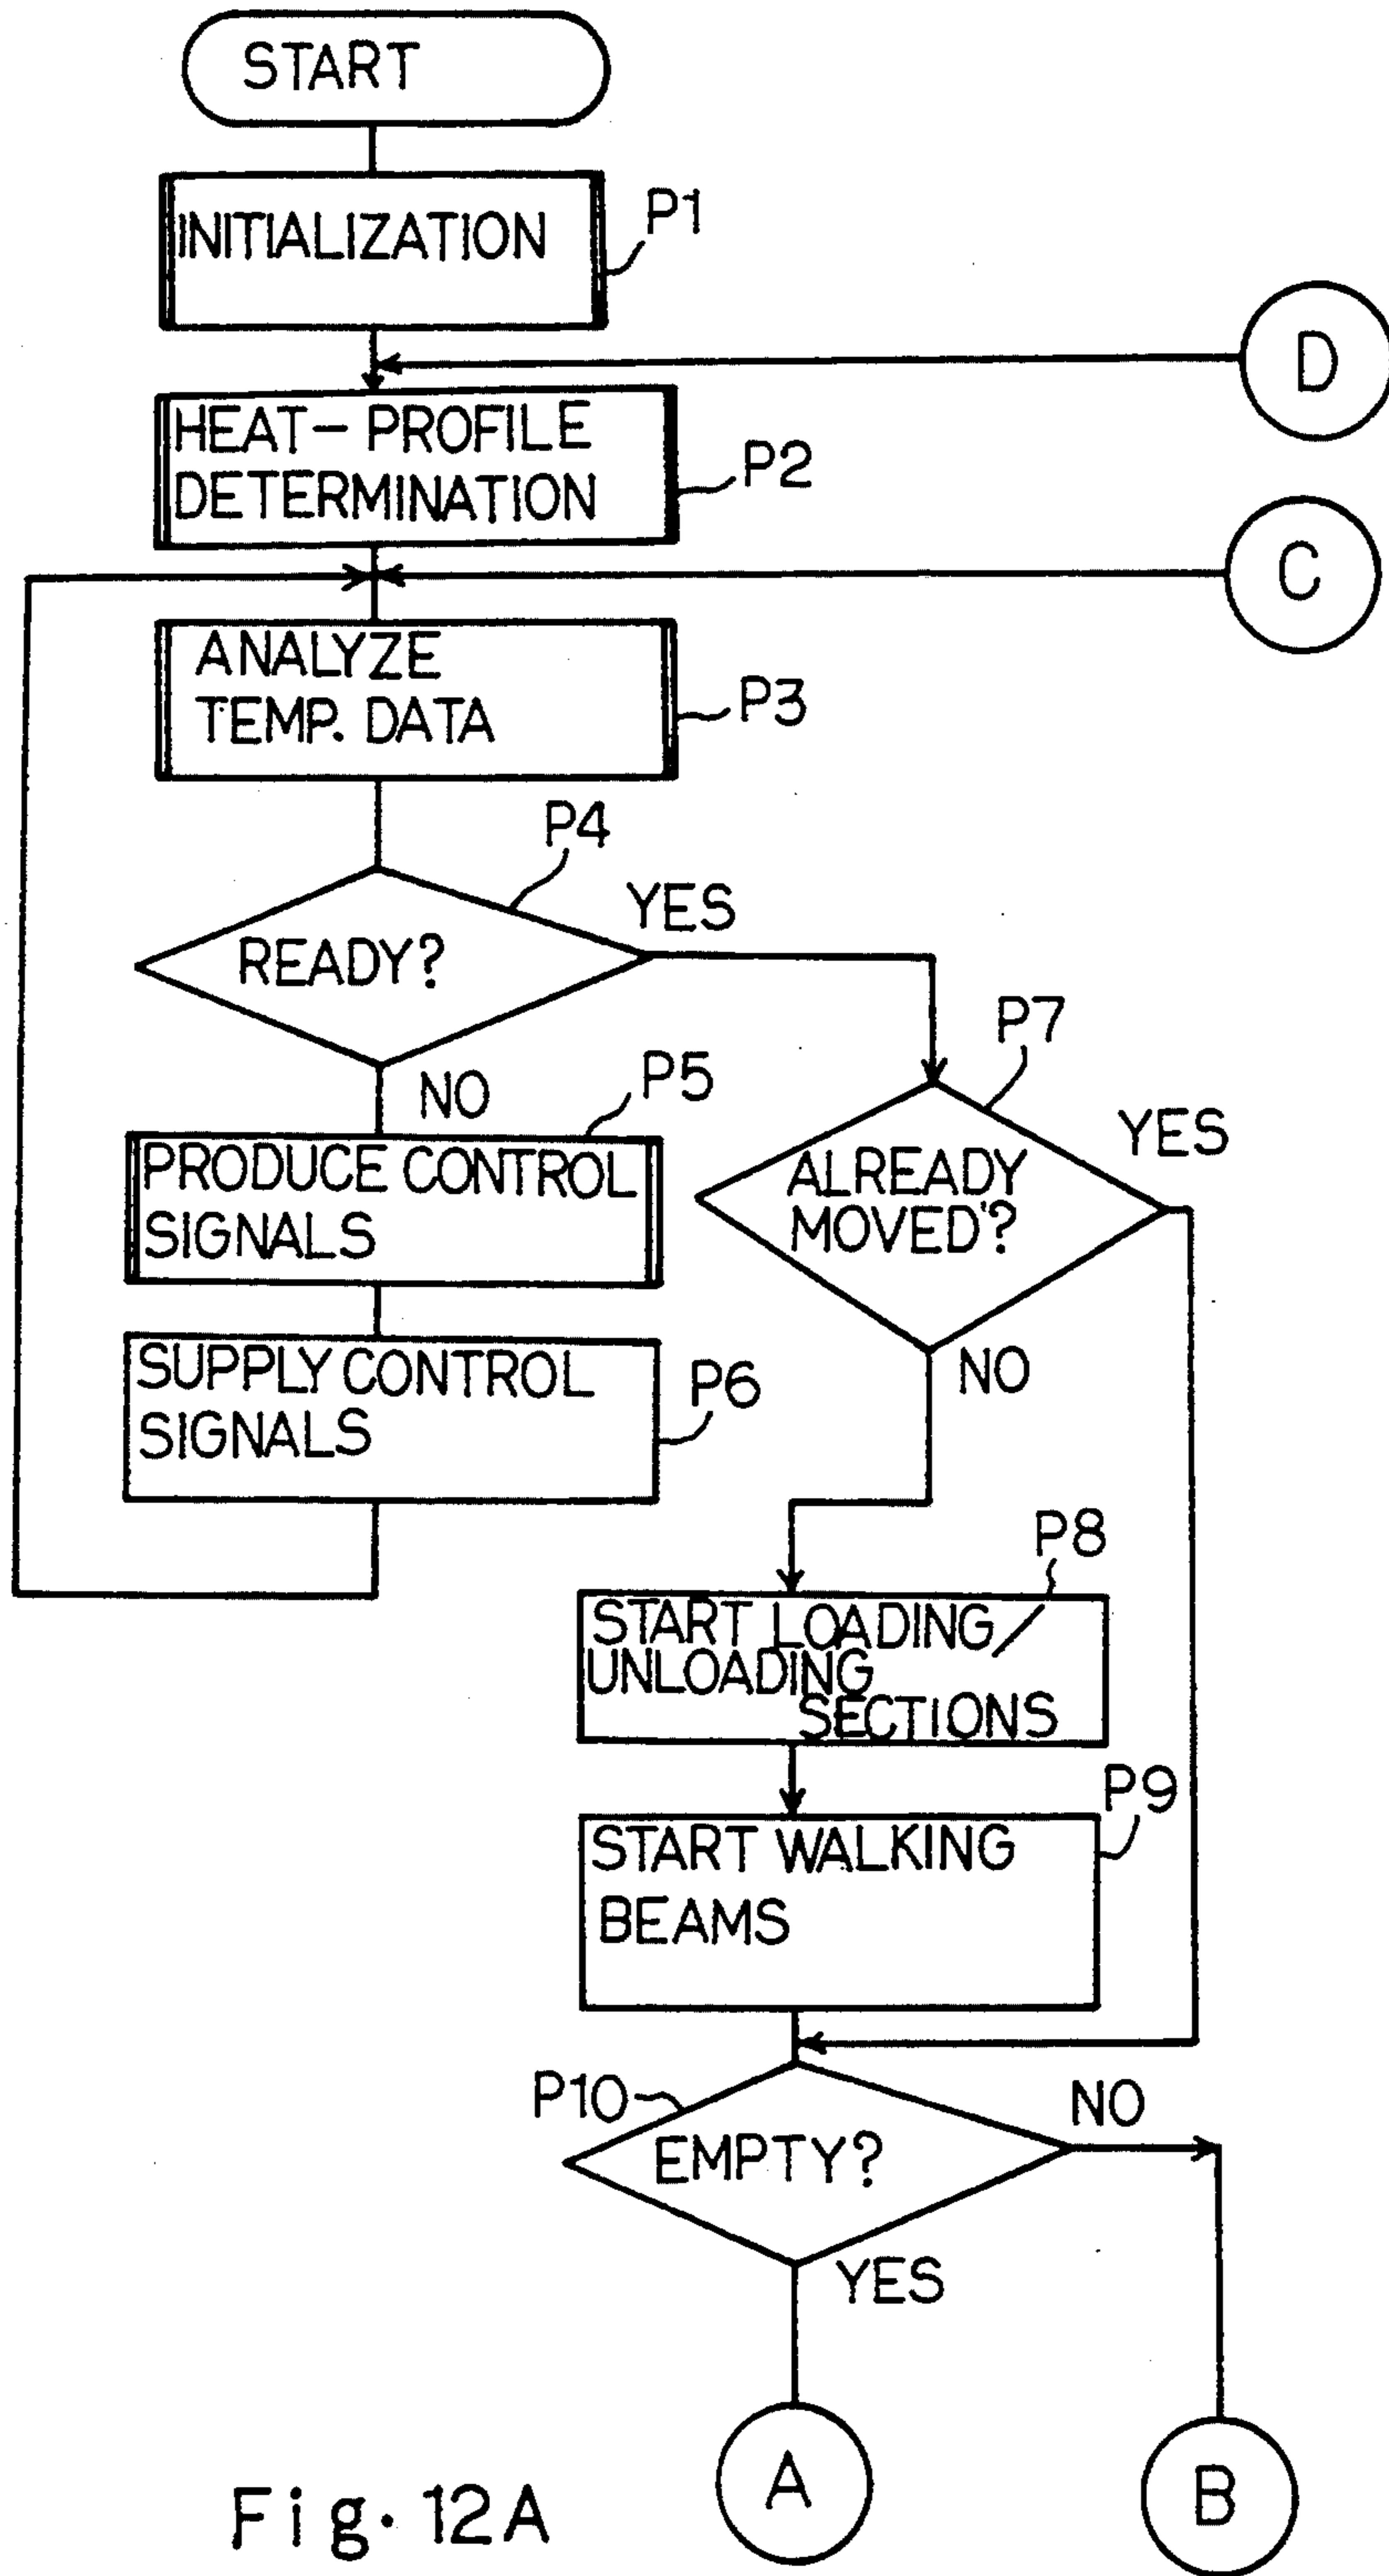 START
INITIALIZATION
P1
D
HEAT-PROFILE
DETERMINATION
P2
C
ANALYZE
TEMP. DATA
P3
P4
READY?
YES
NO
P7
ALREADY
MOVED?
YES
NO
P5
PRODUCE CONTROL
SIGNALS
SUPPLY CONTROL
SIGNALS
P6
P8
START LOADING/
UNLOADING
SECTIONS
P9
START WALKING
BEAMS
P10
EMPTY?
NO
YES
A
B
Fig. 12A